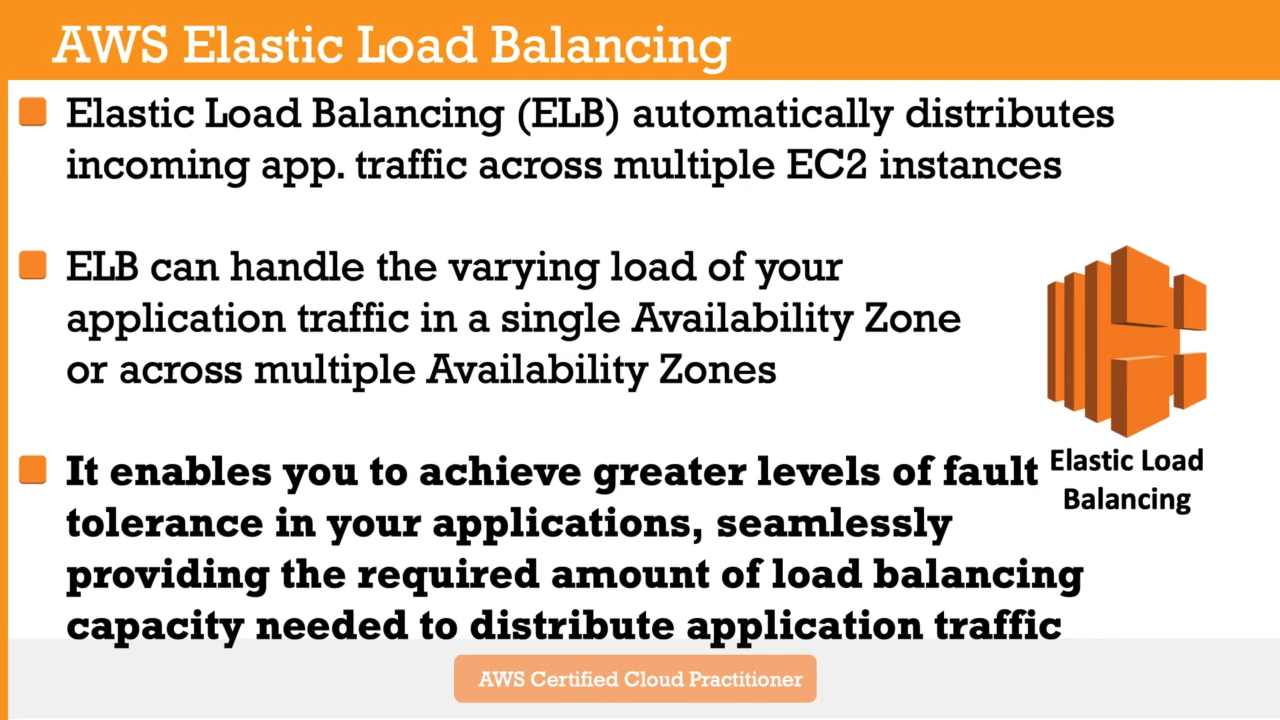 AWS Elastic Load Balancing
Elastic Load Balancing (ELB) automatically distributes
incoming app. traffic across multiple EC2 instances
ELB can handle the varying load of your
application traffic in a single Availability Zone
or across multiple Availability Zones
It enables you to achieve greater levels of fault
tolerance in your applications, seamlessly
providing the required amount of load balancing
capacity needed to distribute application traffic
Elastic Load
Balancing
AWS Certified Cloud Practitioner